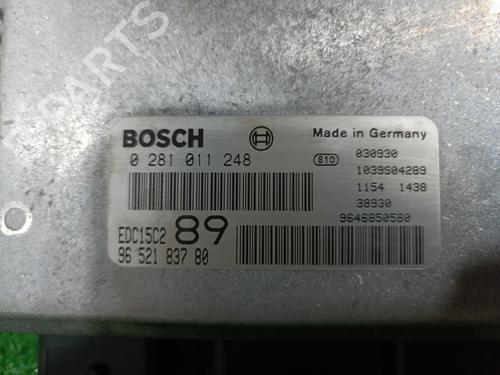 PARTS
BOSCH
Made in Germany
0 281 011 248
810
030930
1039S04289
1154 1438
38930
9646850580
EDC15C2 89
96 521 837 80